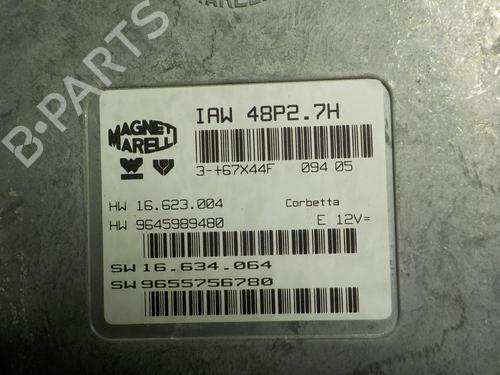 MARELLI
IAW 48P2.7H
MAGNETI
MARELLI
3-+67X44F 094 05
HW 16.623.004 Corbetta
HW 9645989480 E 12V=
SW 16.634.064
SW 9655756780
B-PARTS